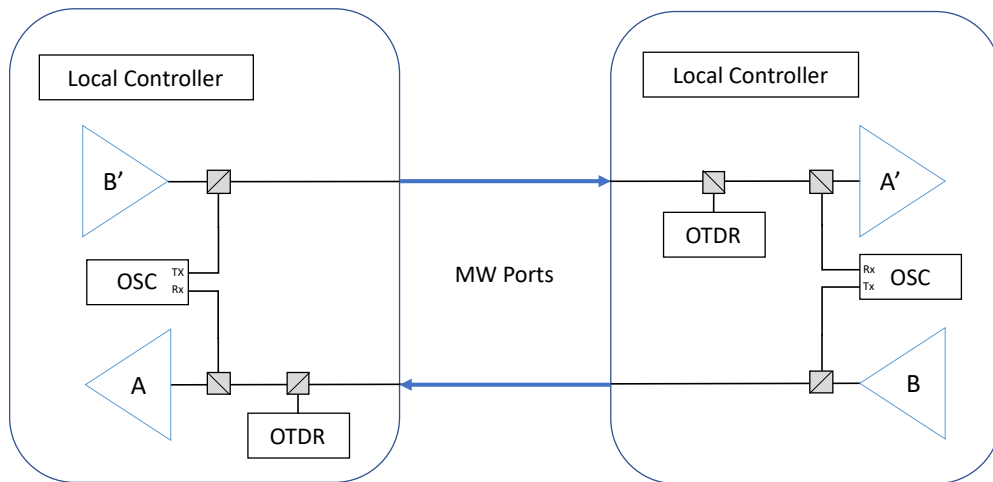 Local Controller
Local Controller
B’
A’
OTDR
TX
Rx
OSC
MW Ports
Rx
Tx
OSC
A
B
OTDR